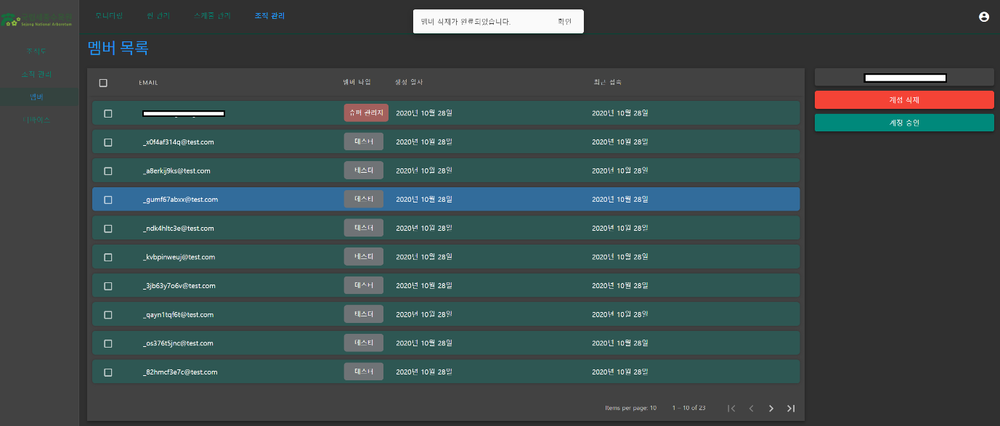 모니터링 씬 관리 스케줄 관리 조직 관리
멤버 삭제가 완료되었습니다. 확인
국립세종수목원
Sejong National Arboretum
조직도
조직 관리
멤버
디바이스
멤버 목록
EMAIL 멤버 타입 생성 일자 최근 접속
슈퍼 관리자 2020년 10월 28일 2020년 10월 28일
_x0f4af314q@test.com 테스터 2020년 10월 28일 2020년 10월 28일
_a8erkij9ks@test.com 테스터 2020년 10월 28일 2020년 10월 28일
_gumf67abxx@test.com 테스터 2020년 10월 28일 2020년 10월 28일
_ndk4hltc3e@test.com 테스터 2020년 10월 28일 2020년 10월 28일
_kvbpinweuj@test.com 테스터 2020년 10월 28일 2020년 10월 28일
_3jb63y7o6v@test.com 테스터 2020년 10월 28일 2020년 10월 28일
_qayn1tqf6t@test.com 테스터 2020년 10월 28일 2020년 10월 28일
_os376t5jnc@test.com 테스터 2020년 10월 28일 2020년 10월 28일
_82hmcf3e7c@test.com 테스터 2020년 10월 28일 2020년 10월 28일
Items per page: 10 1 – 10 of 23
계정 삭제
계정 승인